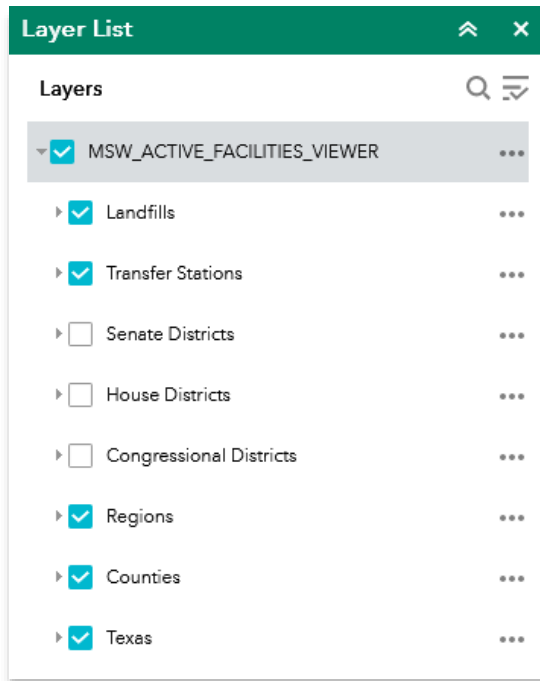 Layer List
Layers
MSW_ACTIVE_FACILITIES_VIEWER
Landfills
Transfer Stations
Senate Districts
House Districts
Congressional Districts
Regions
Counties
Texas